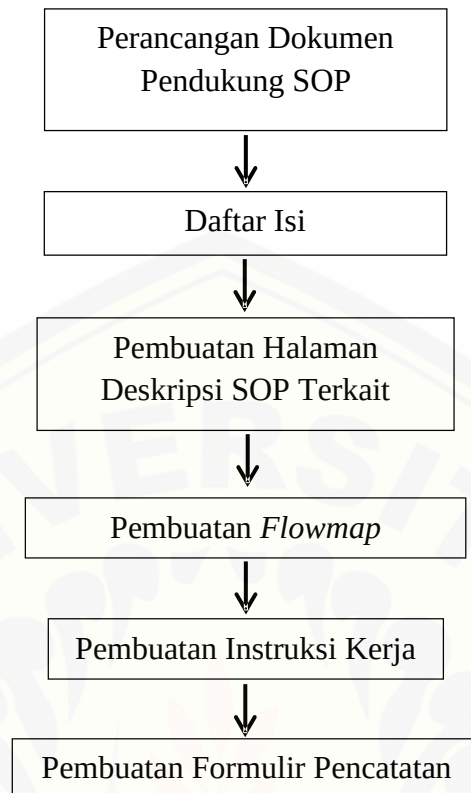 Perancangan Dokumen
Pendukung SOP
Daftar Isi
Pembuatan Halaman
Deskripsi SOP Terkait
Pembuatan Flowmap
Pembuatan Instruksi Kerja
Pembuatan Formulir Pencatatan